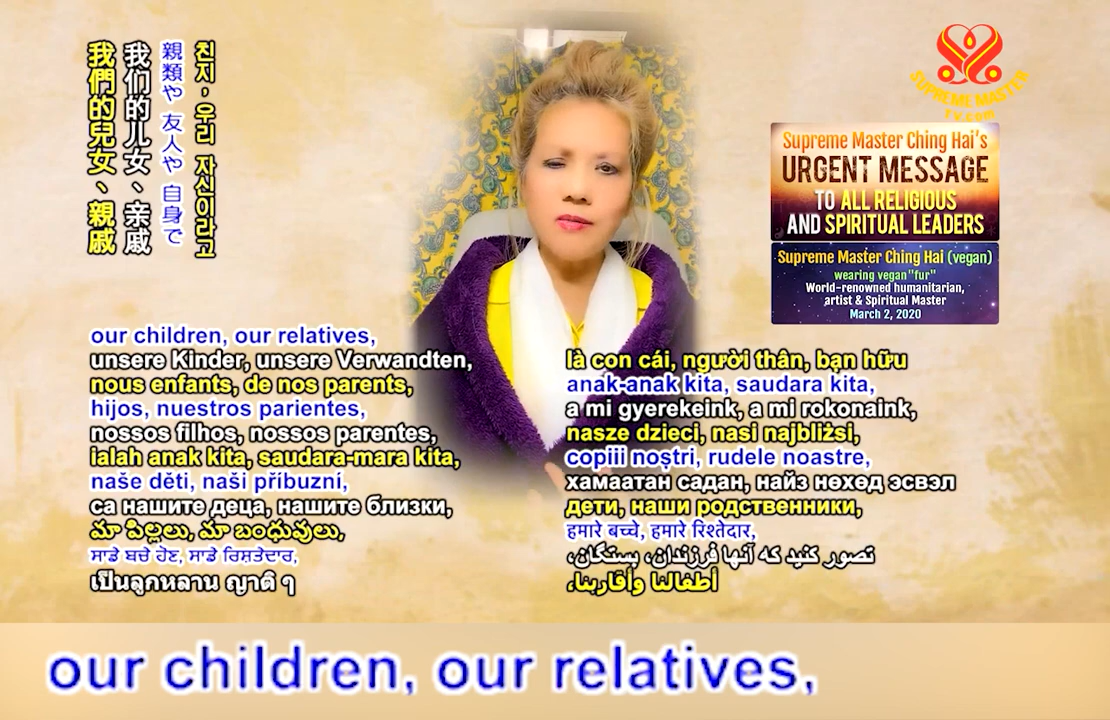 我們的兒女、親戚
我们的儿女、亲戚
親類や 友人や 自身で
친지, 우리 자신이라고
SUPREME MASTER
TV.com
Supreme Master Ching Hai's
URGENT MESSAGE
TO ALL RELIGIOUS
AND SPIRITUAL LEADERS
Supreme Master Ching Hai (vegan)
wearing vegan "fur"
World-renowned humanitarian,
artist & Spiritual Master
March 2, 2020
our children, our relatives,
unsere Kinder, unsere Verwandten,
nous enfants, de nos parents,
hijos, nuestros parientes,
nossos filhos, nossos parentes,
ialah anak kita, saudara-mara kita,
naše děti, naši příbuzní,
са нашите деца, нашите близки,
మా పిల్లలు, మా బంధువులు,
ਸਾਡੇ ਬਚੇ ਹੋਣ, ਸਾਡੇ ਰਿਸ਼ਤੇਦਾਰ,
เป็นลูกหลาน ญาติ ๆ
là con cái, người thân, bạn hữu
anak-anak kita, saudara kita,
a mi gyerekeink, a mi rokonaink,
nasze dzieci, nasi najbliżsi,
copiii noștri, rudele noastre,
хамаатан садан, найз нөхөд эсвэл
дети, наши родственники,
हमारे बच्चे, हमारे रिश्तेदार,
تصور کنید که آنها فرزندان، بستگان،
أطفالنا وأقاربنا،
our children, our relatives,